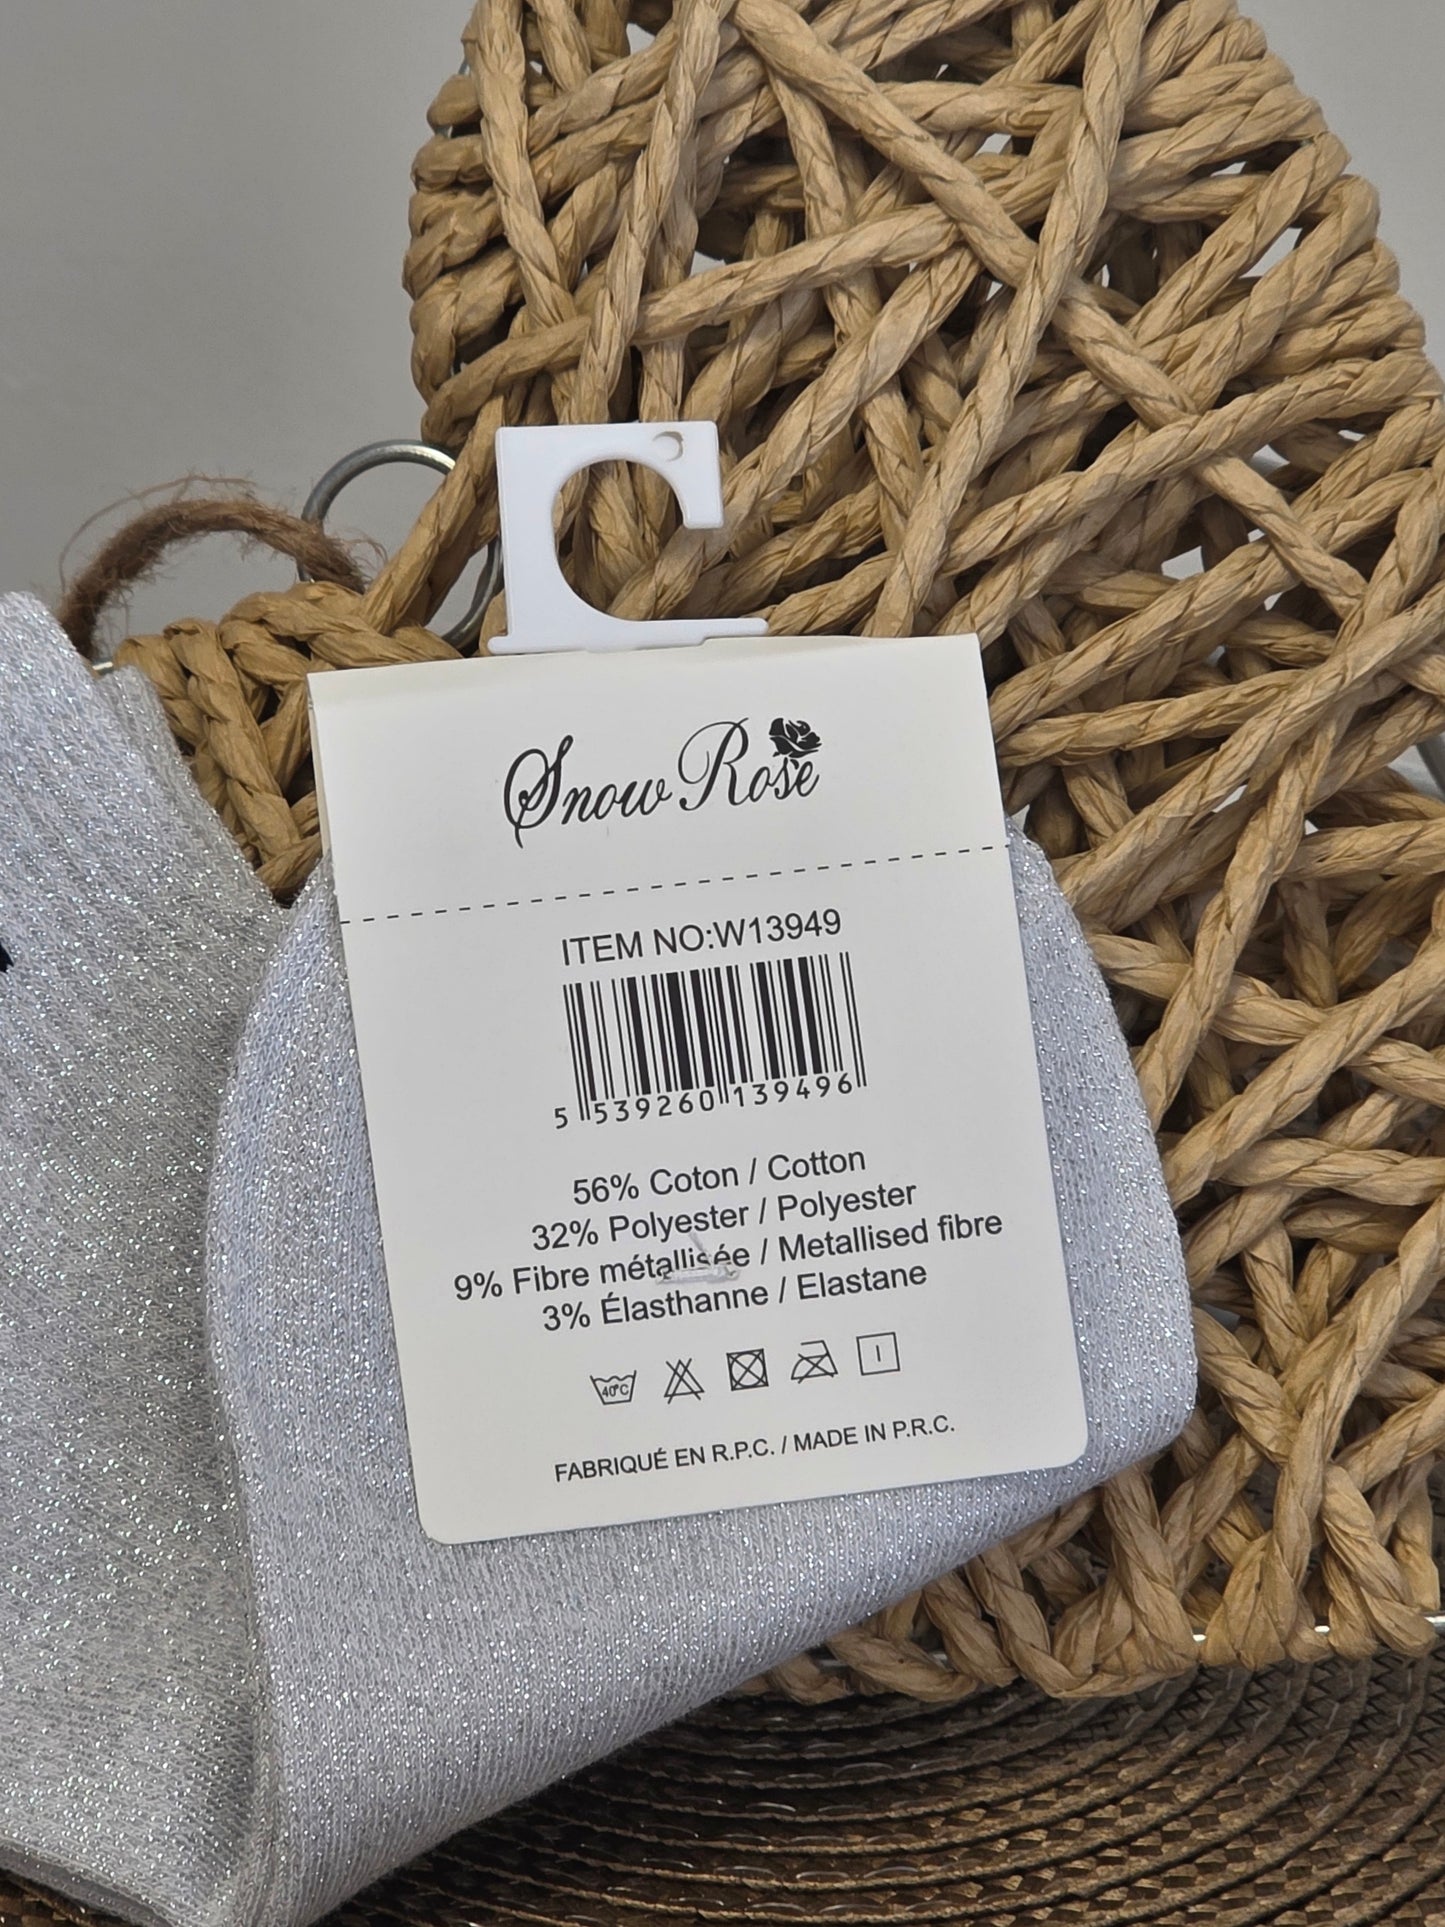 Snow Rose
ITEM NO:W13949
5 539260 139496
56% Coton / Cotton
32% Polyester / Polyester
9% Fibre métallisée / Metallised fibre
3% Élasthanne / Elastane
40°C
FABRIQUÉ EN R.P.C. / MADE IN P.R.C.